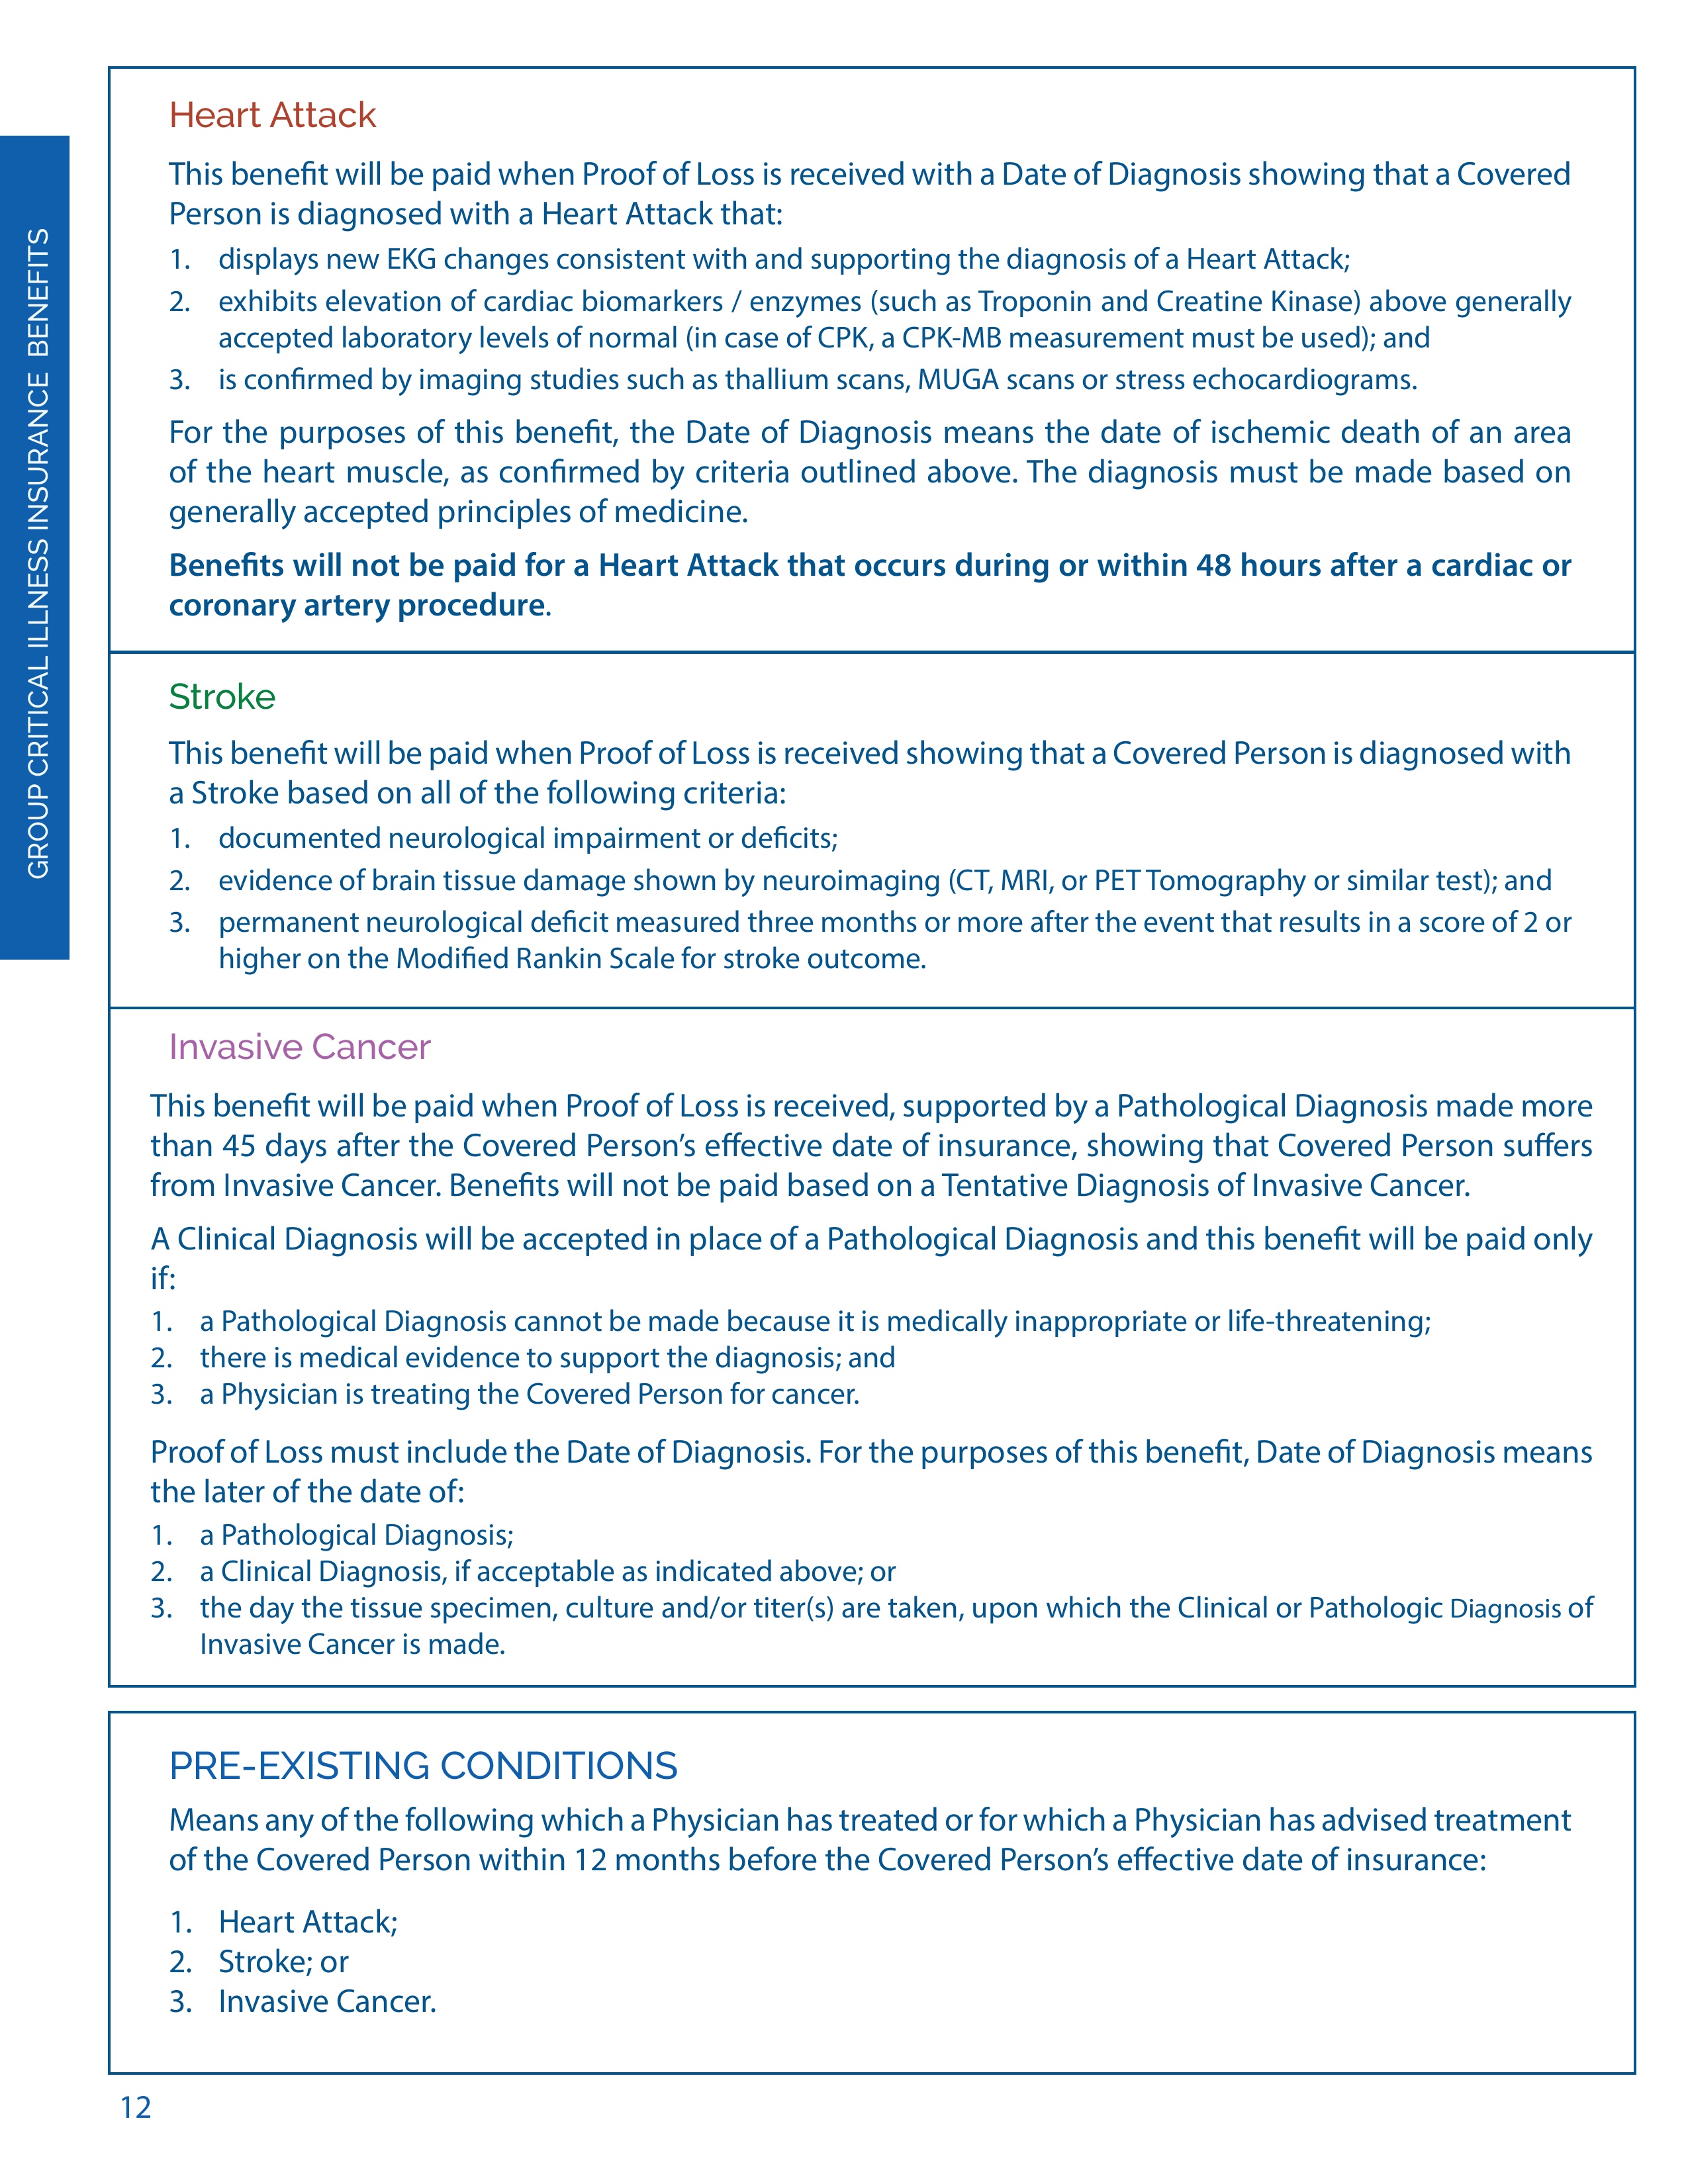 GROUP CRITICAL ILLNESS INSURANCE BENEFITS
Heart Attack
This benefit will be paid when Proof of Loss is received with a Date of Diagnosis showing that a Covered
Person is diagnosed with a Heart Attack that:
1. displays new EKG changes consistent with and supporting the diagnosis of a Heart Attack;
2. exhibits elevation of cardiac biomarkers / enzymes (such as Troponin and Creatine Kinase) above generally
accepted laboratory levels of normal (in case of CPK, a CPK-MB measurement must be used); and
3. is confirmed by imaging studies such as thallium scans, MUGA scans or stress echocardiograms.
For the purposes of this benefit, the Date of Diagnosis means the date of ischemic death of an area
of the heart muscle, as confirmed by criteria outlined above. The diagnosis must be made based on
generally accepted principles of medicine.
Benefits will not be paid for a Heart Attack that occurs during or within 48 hours after a cardiac or
coronary artery procedure.
Stroke
This benefit will be paid when Proof of Loss is received showing that a Covered Person is diagnosed with
a Stroke based on all of the following criteria:
1. documented neurological impairment or deficits;
2. evidence of brain tissue damage shown by neuroimaging (CT, MRI, or PET Tomography or similar test); and
3. permanent neurological deficit measured three months or more after the event that results in a score of 2 or
higher on the Modified Rankin Scale for stroke outcome.
Invasive Cancer
This benefit will be paid when Proof of Loss is received, supported by a Pathological Diagnosis made more
than 45 days after the Covered Person’s effective date of insurance, showing that Covered Person suffers
from Invasive Cancer. Benefits will not be paid based on a Tentative Diagnosis of Invasive Cancer.
A Clinical Diagnosis will be accepted in place of a Pathological Diagnosis and this benefit will be paid only
if:
1. a Pathological Diagnosis cannot be made because it is medically inappropriate or life-threatening;
2. there is medical evidence to support the diagnosis; and
3. a Physician is treating the Covered Person for cancer.
Proof of Loss must include the Date of Diagnosis. For the purposes of this benefit, Date of Diagnosis means
the later of the date of:
1. a Pathological Diagnosis;
2. a Clinical Diagnosis, if acceptable as indicated above; or
3. the day the tissue specimen, culture and/or titer(s) are taken, upon which the Clinical or Pathologic Diagnosis of
Invasive Cancer is made.
PRE-EXISTING CONDITIONS
Means any of the following which a Physician has treated or for which a Physician has advised treatment
of the Covered Person within 12 months before the Covered Person’s effective date of insurance:
1. Heart Attack;
2. Stroke; or
3. Invasive Cancer.
12